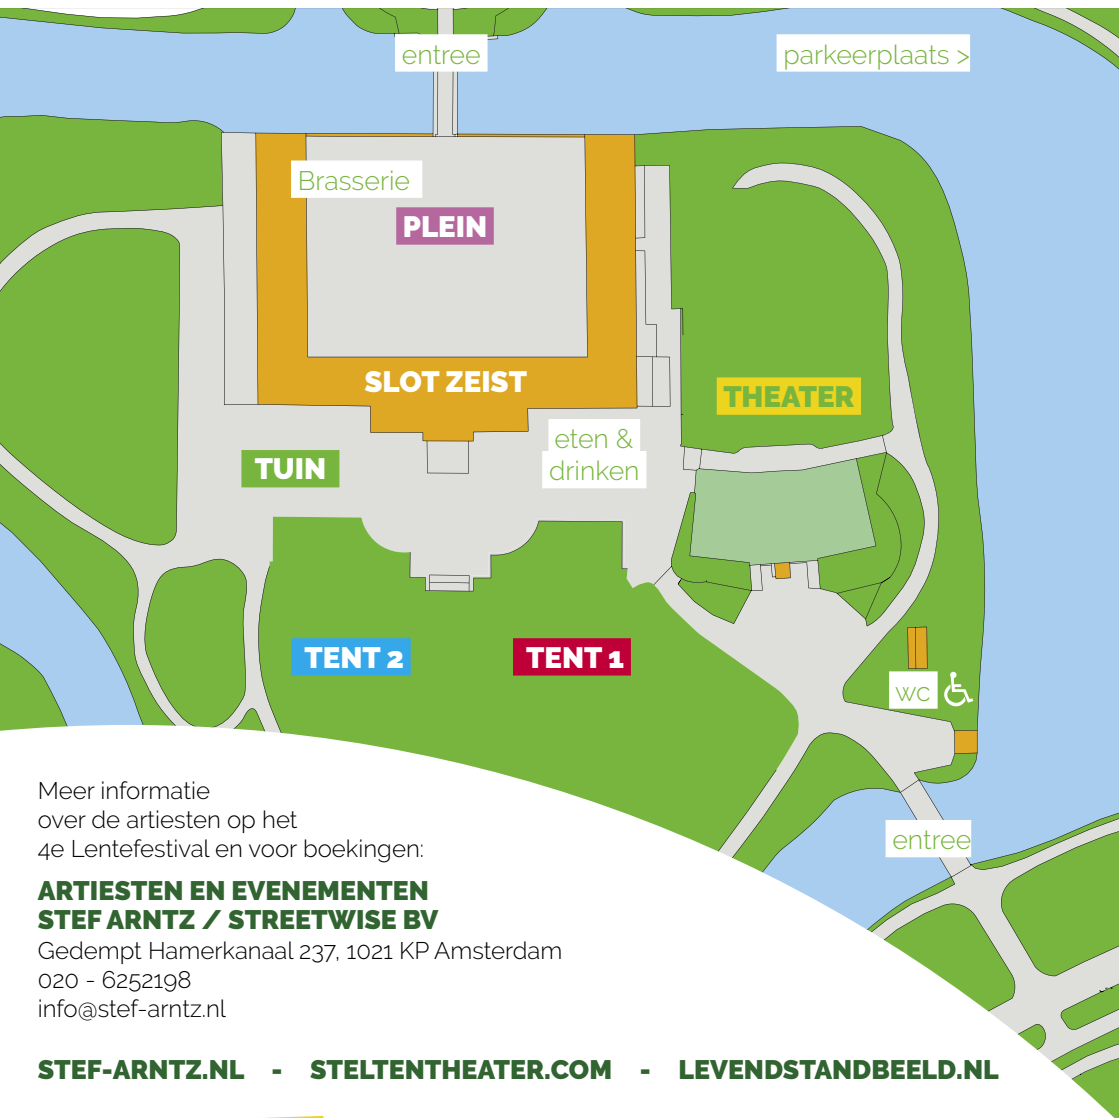 entree
parkeerplaats >
Brasserie
PLEIN
SLOT ZEIST
THEATER
eten &
drinken
TUIN
TENT 2
TENT 1
wc
entree
Meer informatie
over de artiesten op het
4e Lentefestival en voor boekingen:
ARTIESTEN EN EVENEMENTEN
STEF ARNTZ / STREETWISE BV
Gedempt Hamerkanaal 237, 1021 KP Amsterdam
020 - 6252198
info@stef-arntz.nl
STEF-ARNTZ.NL - STELTENTHEATER.COM - LEVENDSTANDBEELD.NL